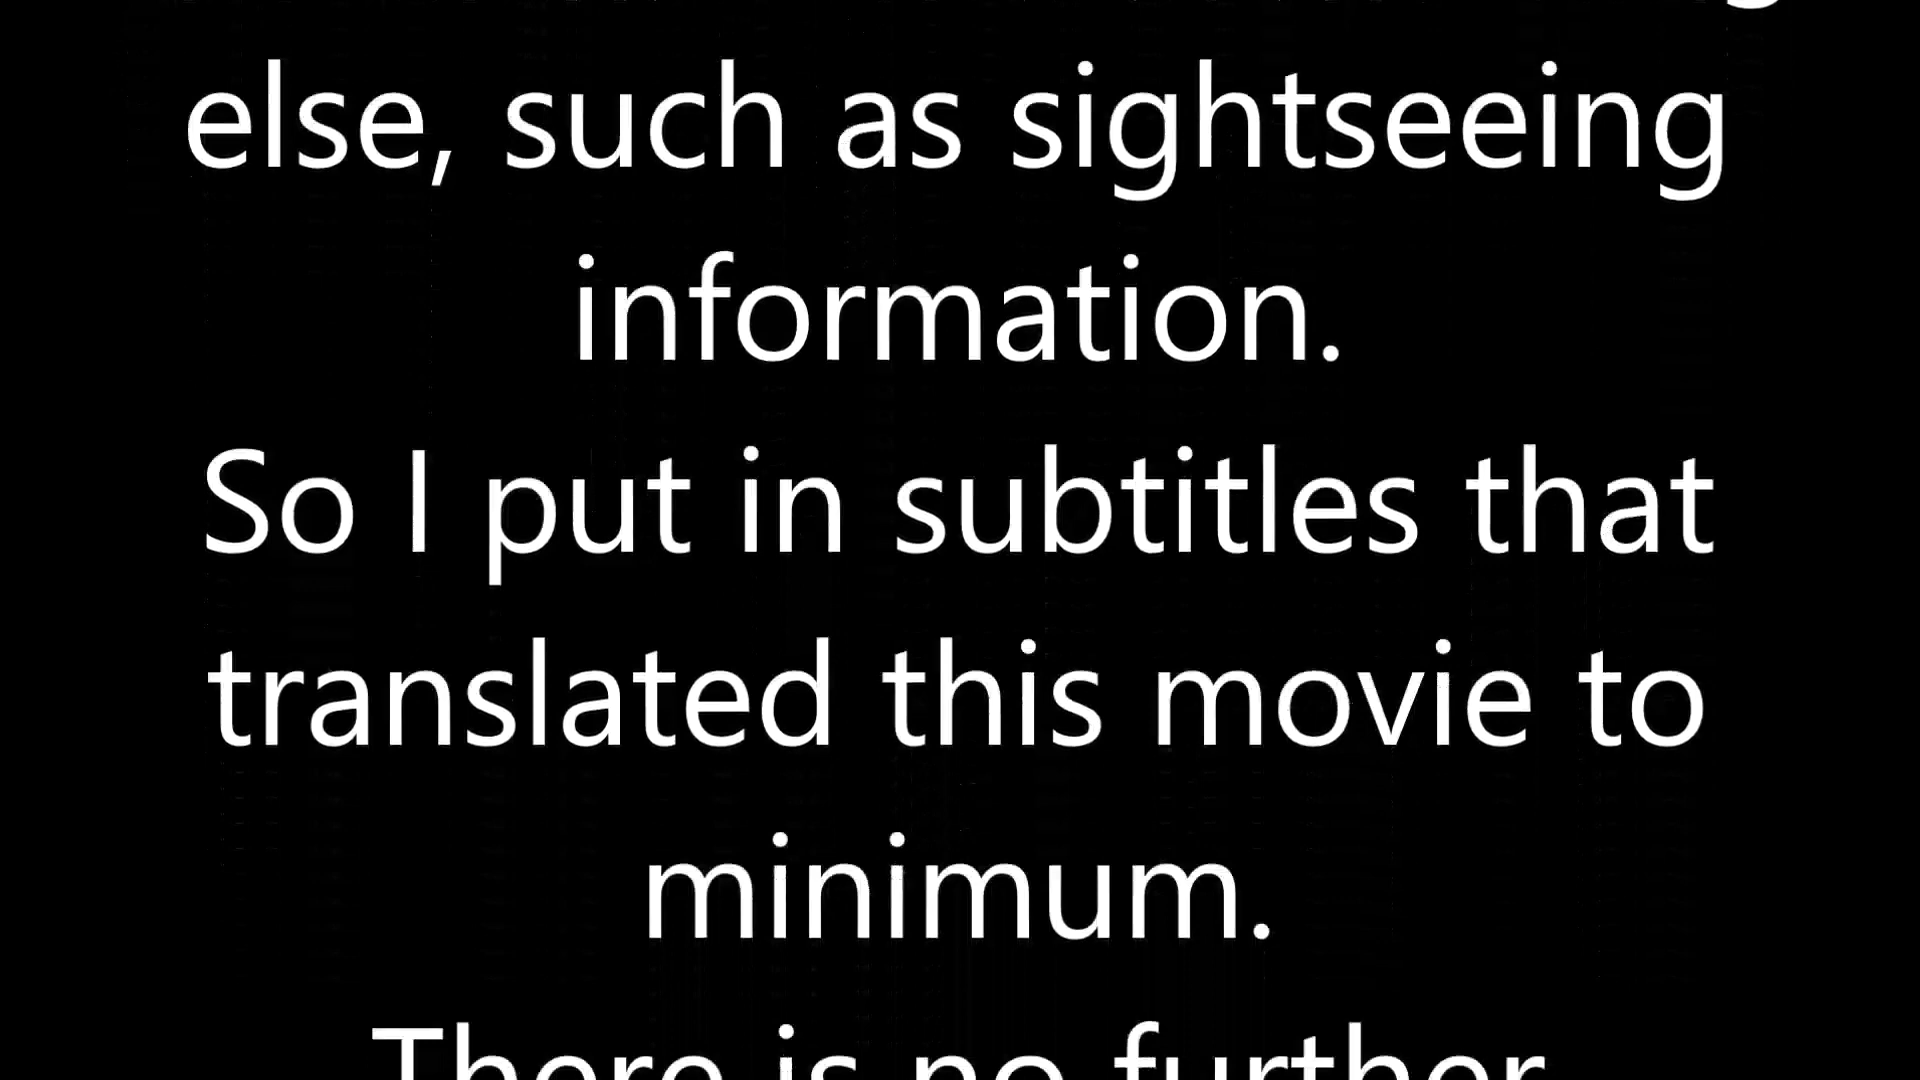 else, such as sightseeing
information.
So I put in subtitles that
translated this movie to
minimum.
There is no further